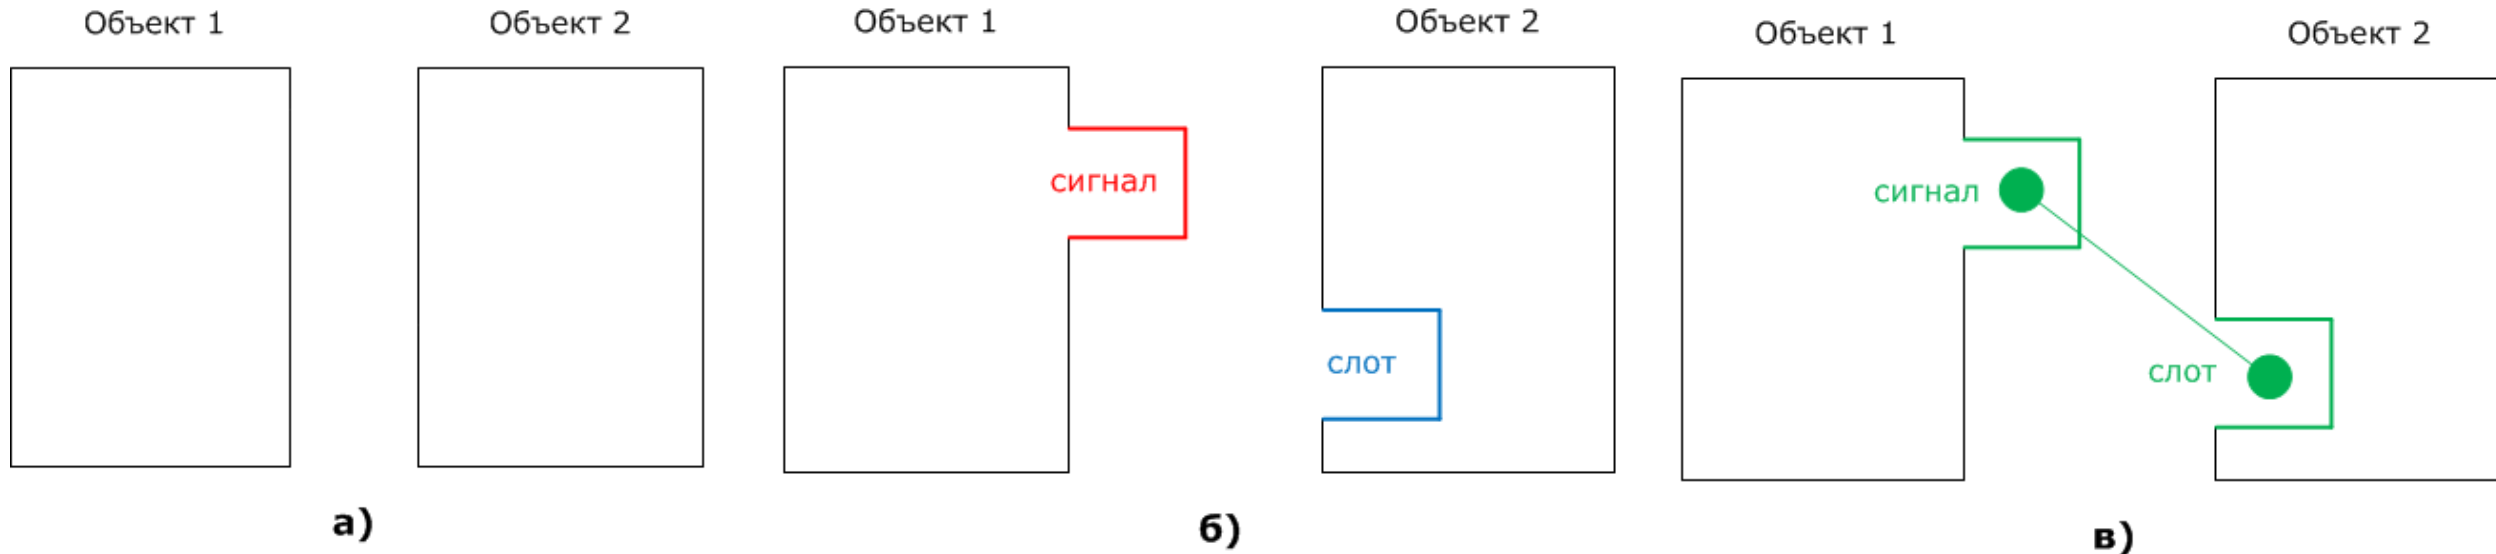 Объект 1
Объект 2
а)
Объект 1
Объект 2
сигнал
слот
б)
Объект 1
Объект 2
сигнал
слот
в)